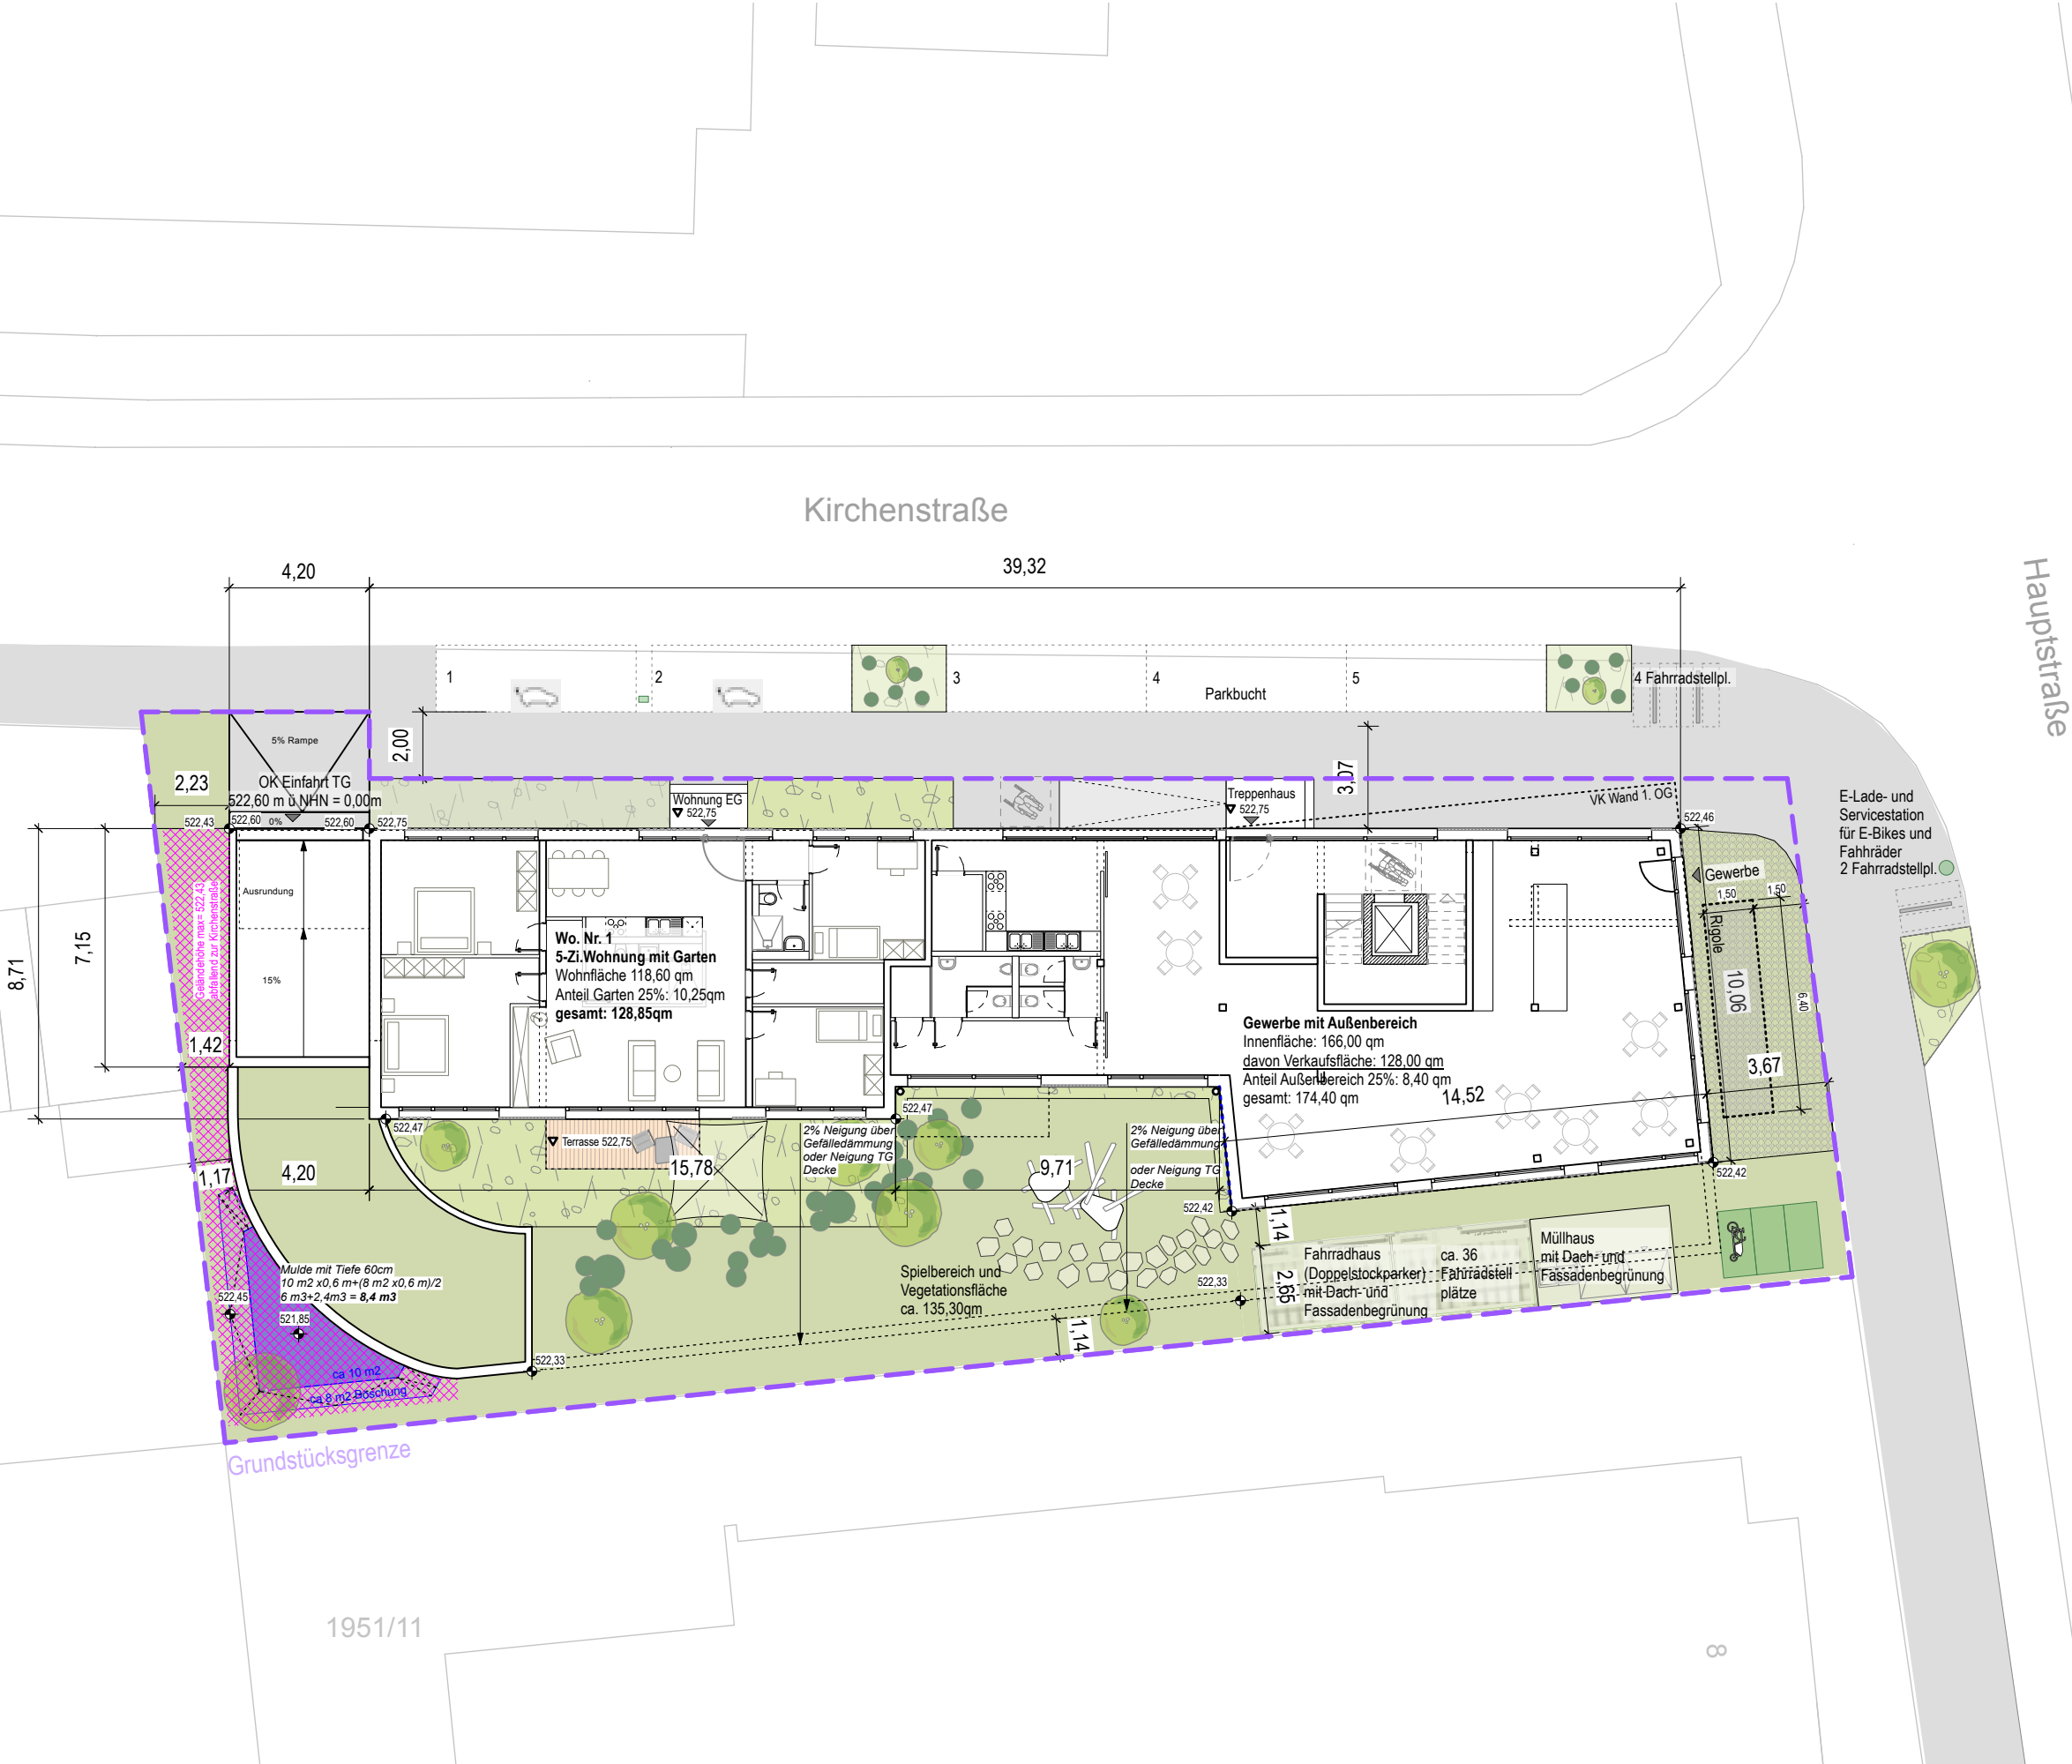 Kirchenstraße
Hauptstraße
4,20
39,32
1
2
3
4
5
Parkbucht
4 Fahrradstellpl.
5% Rampe
2,00
3,07
2,23
OK Einfahrt TG
522,60 m ü NHN = 0,00m
522,43
522,60
0%
522,60
522,75
Wohnung EG
522,75
Treppenhaus
522,75
VK Wand 1. OG
522,46
E-Lade- und
Servicestation
für E-Bikes und
Fahhräder
2 Fahrradstellpl.
Gewerbe
1,50
1,50
Rigole
10,06
6,40
3,67
8,71
7,15
Geländehöhe max= 522,43
abfallend zur Kirchenstraße
Ausrundung
15%
1,42
Wo. Nr. 1
5-Zi.Wohnung mit Garten
Wohnfläche 118,60 qm
Anteil Garten 25%: 10,25qm
gesamt: 128,85qm
Gewerbe mit Außenbereich
Innenfläche: 166,00 qm
davon Verkaufsfläche: 128,00 qm
Anteil Außenbereich 25%: 8,40 qm
gesamt: 174,40 qm
14,52
522,47
522,47
Terrasse 522,75
2% Neigung über
Gefälledämmung
oder Neigung TG
Decke
2% Neigung über
Gefälledämmung
oder Neigung TG
Decke
1,17
4,20
15,78
9,71
522,42
522,42
1,14
2,65
Fahrradhaus
(Doppelstockparker)
mit Dach- und
Fassadenbegrünung
ca. 36
Fahrradstell
plätze
Müllhaus
mit Dach- und
Fassadenbegrünung
Mulde mit Tiefe 60cm
10 m2 x0,6 m+(8 m2 x0,6 m)/2
6 m3+2,4m3 = 8,4 m3
522,45
521,85
Spielbereich und
Vegetationsfläche
ca. 135,30qm
522,33
1,14
522,33
ca 10 m2
ca 8 m2 Böschung
Grundstücksgrenze
1951/11
8